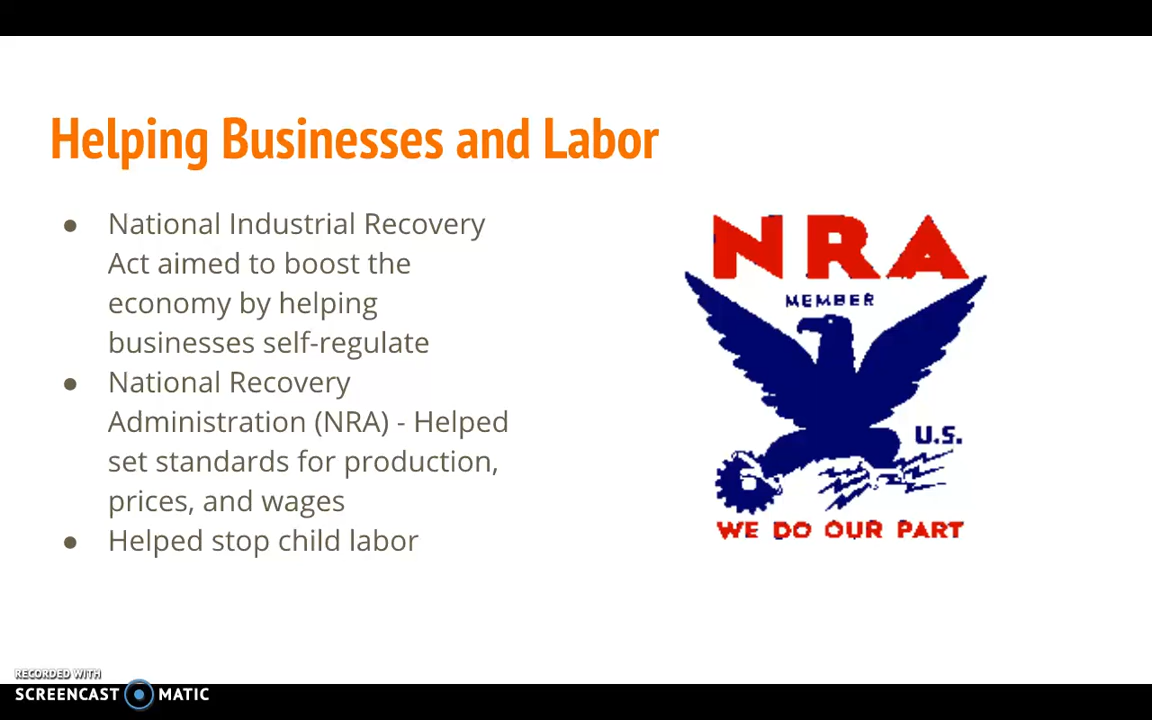 Helping Businesses and Labor
● National Industrial Recovery
Act aimed to boost the
economy by helping
businesses self-regulate
● National Recovery
Administration (NRA) - Helped
set standards for production,
prices, and wages
● Helped stop child labor
NRA
MEMBER
U.S.
WE DO OUR PART
RECORDED WITH
SCREENCAST MATIC